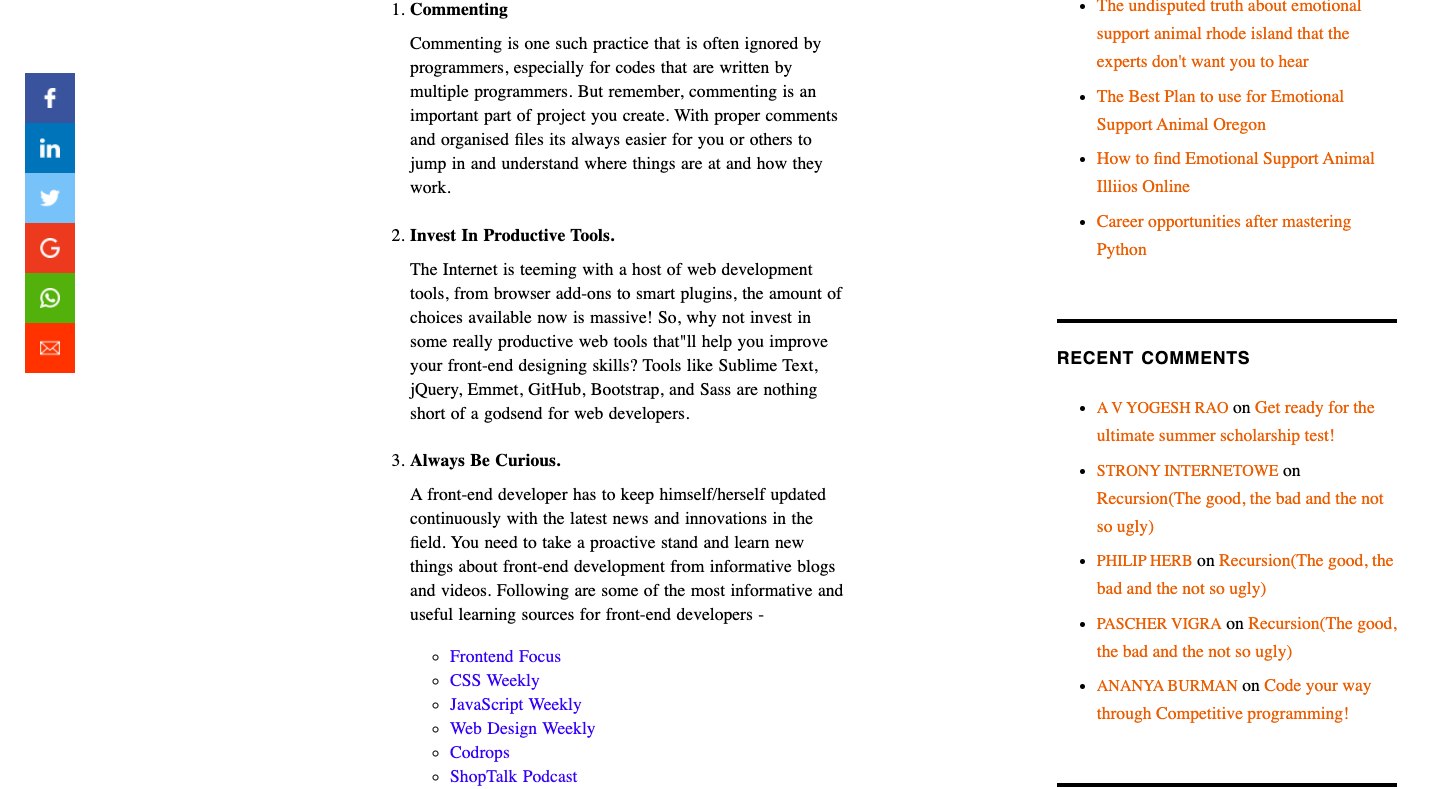 1. Commenting
Commenting is one such practice that is often ignored by
programmers, especially for codes that are written by
multiple programmers. But remember, commenting is an
important part of project you create. With proper comments
and organised files its always easier for you or others to
jump in and understand where things are at and how they
work.
2. Invest In Productive Tools.
The Internet is teeming with a host of web development
tools, from browser add-ons to smart plugins, the amount of
choices available now is massive! So, why not invest in
some really productive web tools that"ll help you improve
your front-end designing skills? Tools like Sublime Text,
jQuery, Emmet, GitHub, Bootstrap, and Sass are nothing
short of a godsend for web developers.
3. Always Be Curious.
A front-end developer has to keep himself/herself updated
continuously with the latest news and innovations in the
field. You need to take a proactive stand and learn new
things about front-end development from informative blogs
and videos. Following are some of the most informative and
useful learning sources for front-end developers -
Frontend Focus
CSS Weekly
JavaScript Weekly
Web Design Weekly
Codrops
ShopTalk Podcast
The undisputed truth about emotional
support animal rhode island that the
experts don't want you to hear
The Best Plan to use for Emotional
Support Animal Oregon
How to find Emotional Support Animal
Illiios Online
Career opportunities after mastering
Python
RECENT COMMENTS
A V YOGESH RAO on Get ready for the
ultimate summer scholarship test!
STRONY INTERNETOWE on
Recursion(The good, the bad and the not
so ugly)
PHILIP HERB on Recursion(The good, the
bad and the not so ugly)
PASCHER VIGRA on Recursion(The good,
the bad and the not so ugly)
ANANYA BURMAN on Code your way
through Competitive programming!